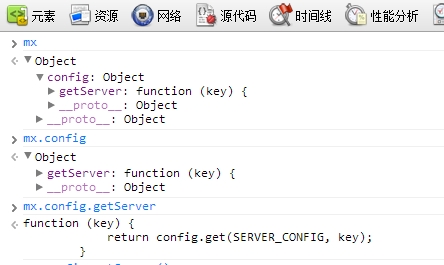 元素 资源 网络 源代码 时间线 性能分析
> mx
<· ▼Object
▼config: Object
▶getServer: function (key) {
▶__proto__: Object
▶__proto__: Object
> mx.config
<· ▼Object
▶getServer: function (key) {
▶__proto__: Object
> mx.config.getServer
<· function (key) {
return config.get(SERVER_CONFIG, key);
}